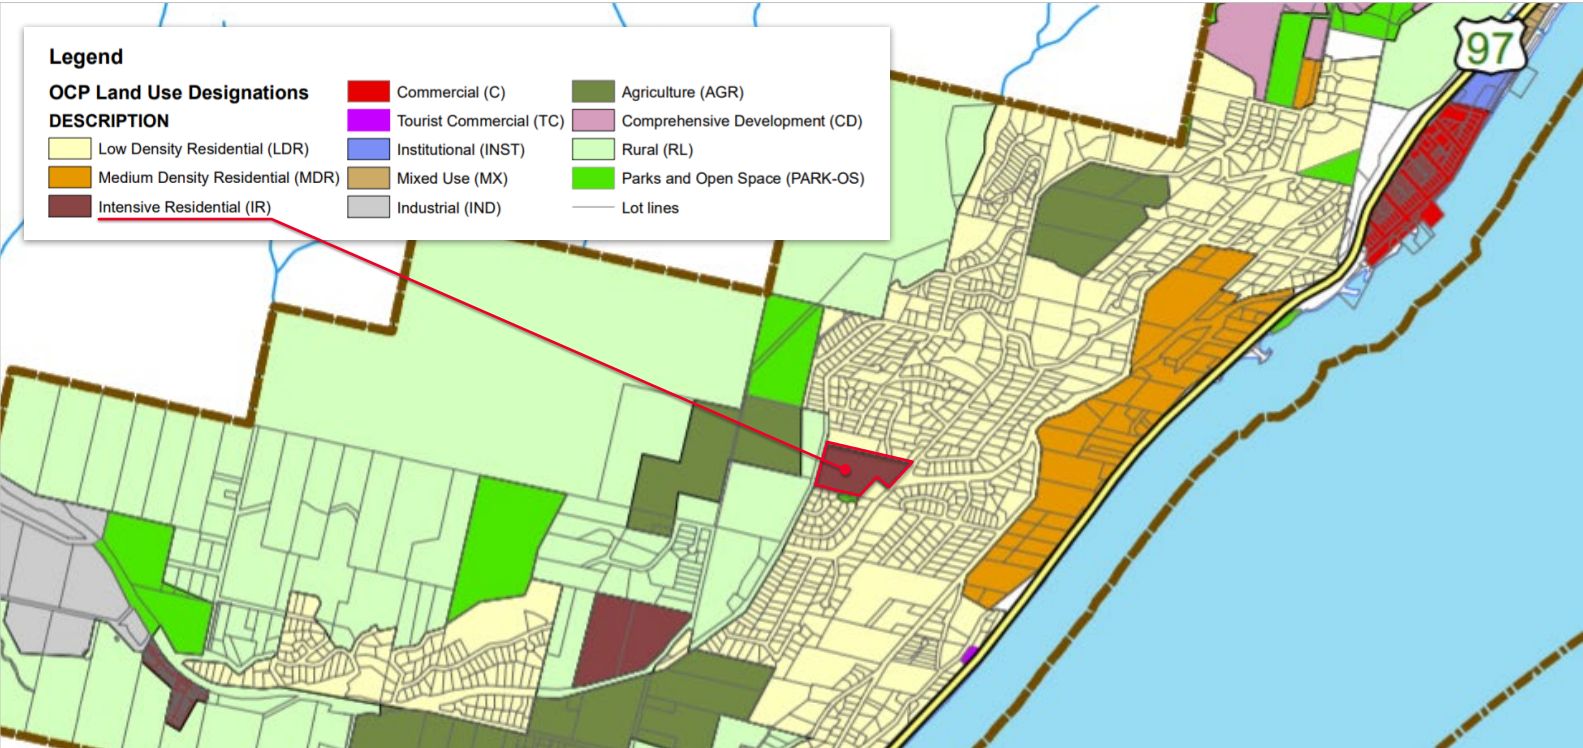 Legend
OCP Land Use Designations
DESCRIPTION
Low Density Residential (LDR)
Medium Density Residential (MDR)
Intensive Residential (IR)
Commercial (C)
Tourist Commercial (TC)
Institutional (INST)
Mixed Use (MX)
Industrial (IND)
Agriculture (AGR)
Comprehensive Development (CD)
Rural (RL)
Parks and Open Space (PARK-OS)
Lot lines
97